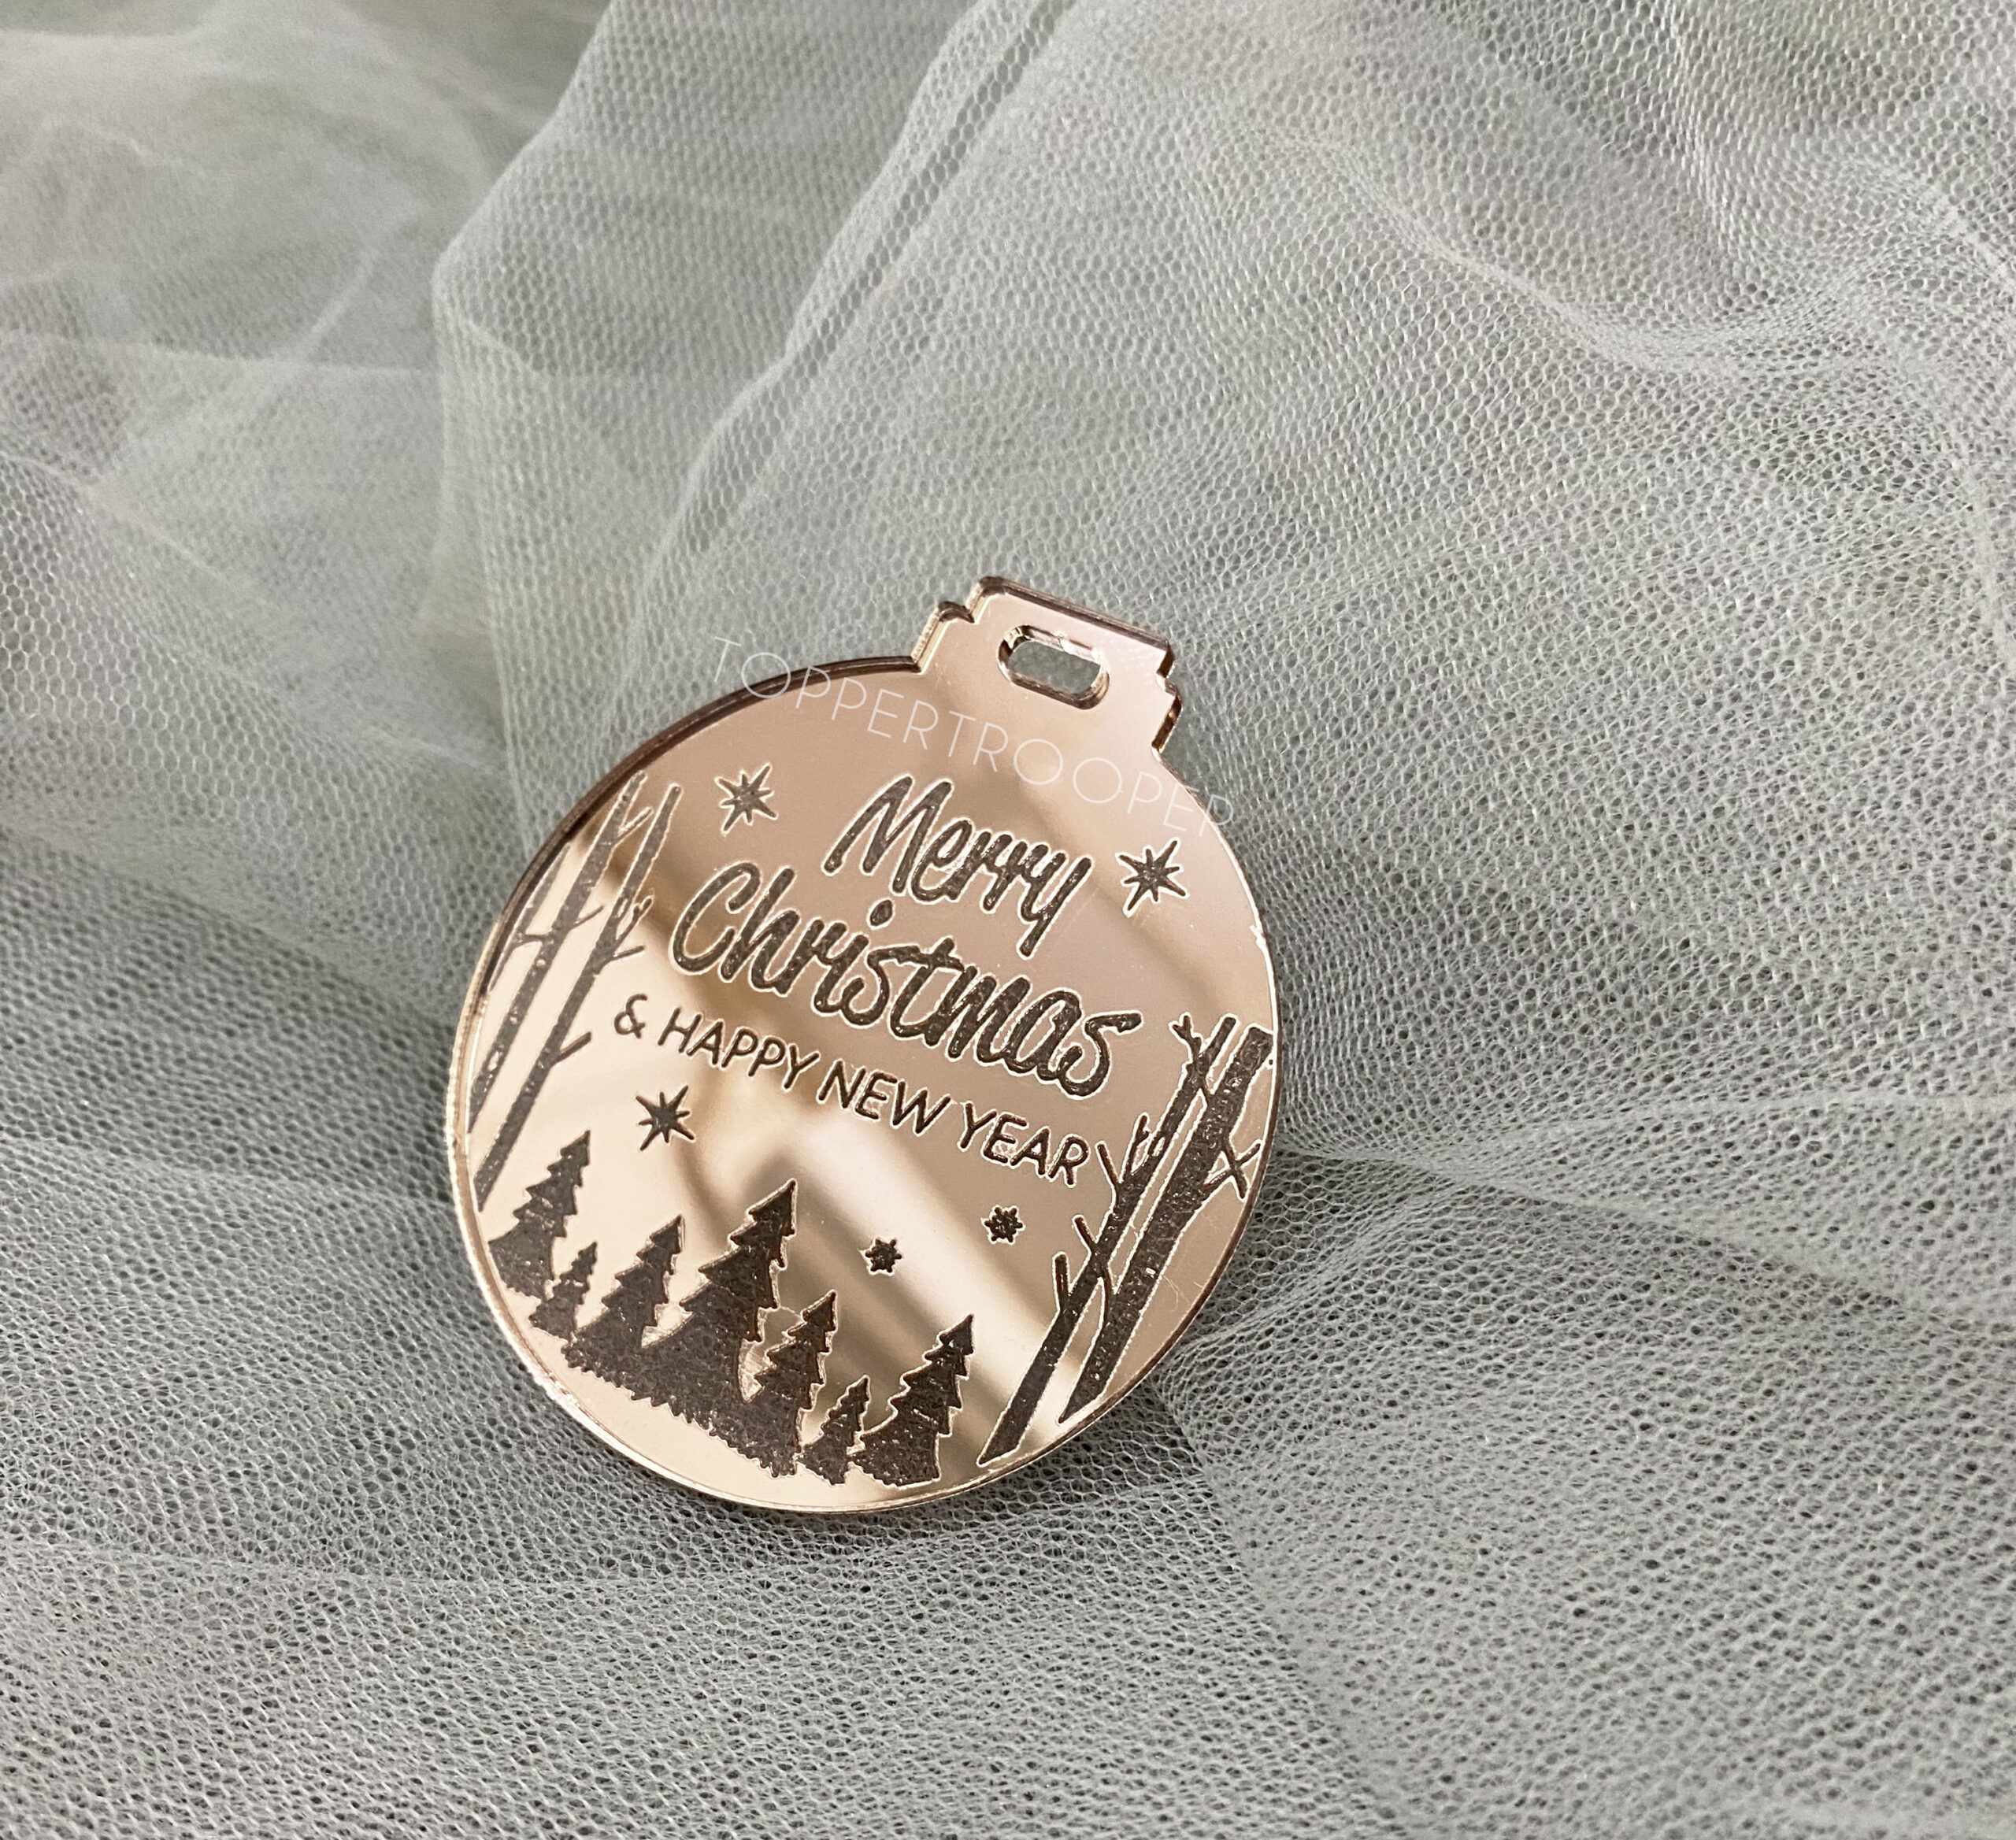 TOPPERTROOPER
Merry
Christmas
& HAPPY NEW YEAR